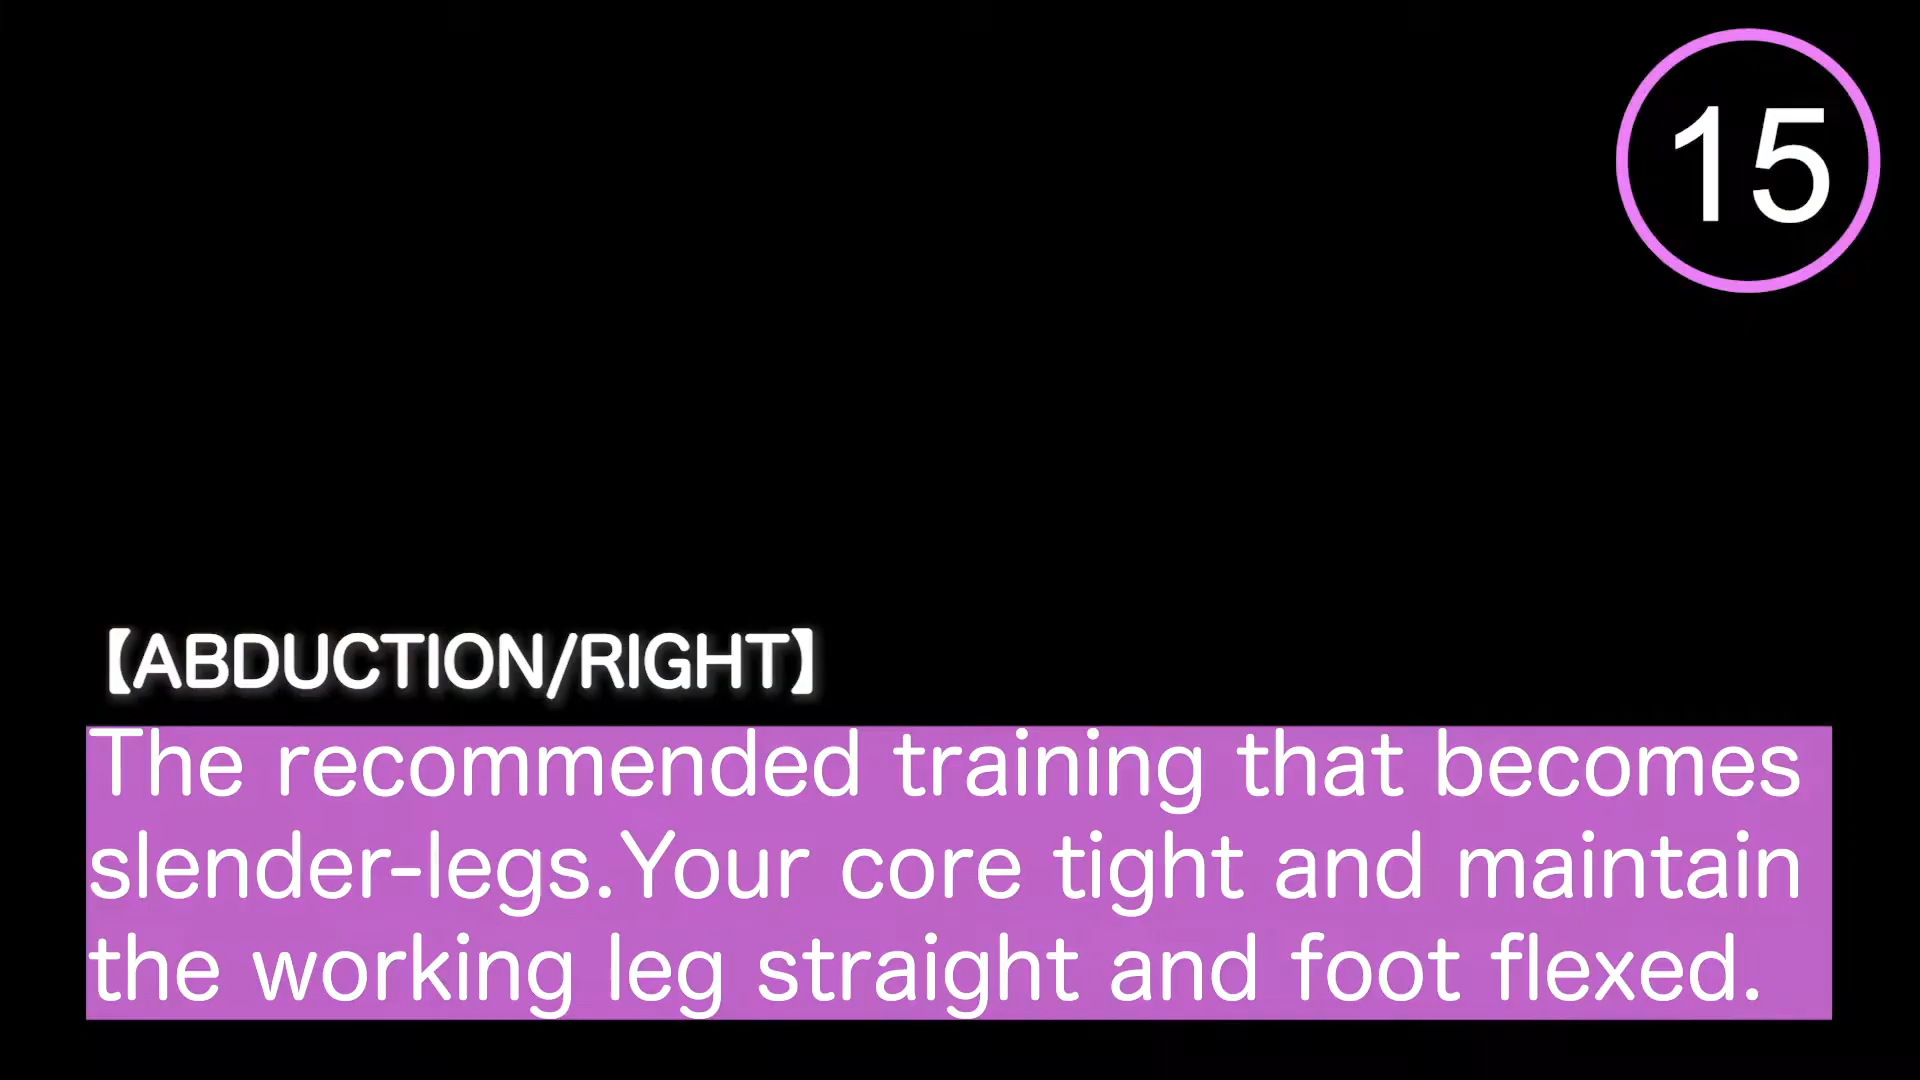 15
【ABDUCTION/RIGHT】
The recommended training that becomes
slender-legs.Your core tight and maintain
the working leg straight and foot flexed.